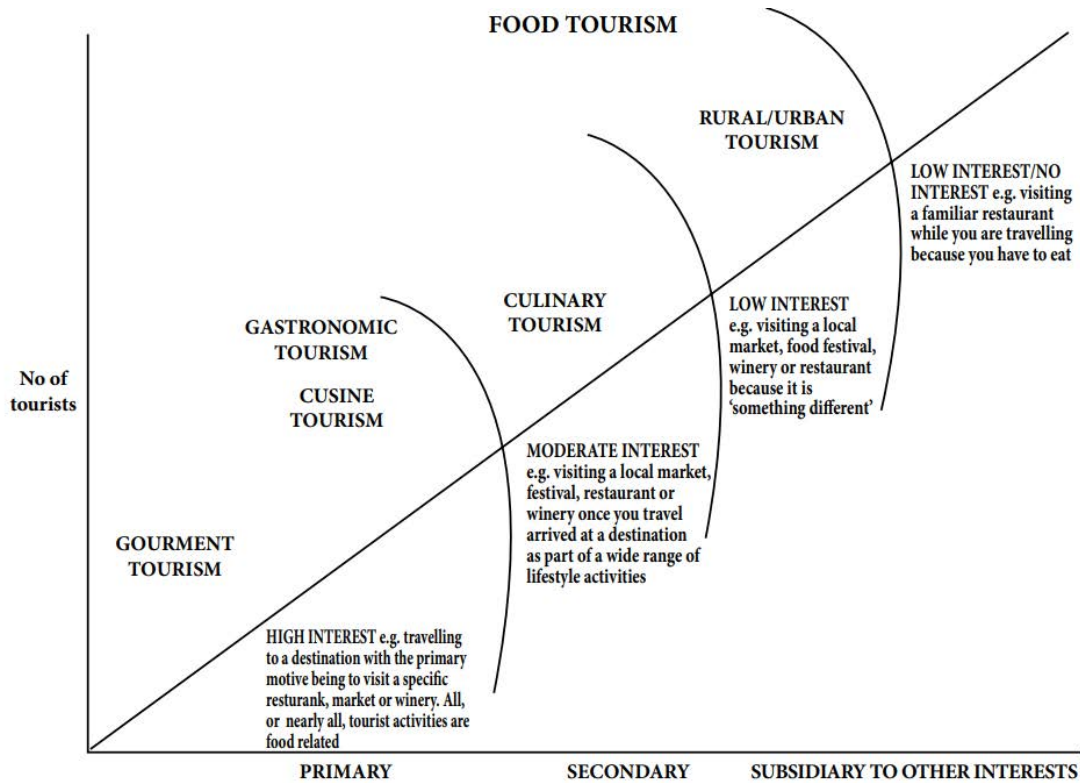 FOOD TOURISM
RURAL/URBAN
TOURISM
LOW INTEREST/NO
INTEREST e.g. visiting
a familiar restaurant
while you are travelling
because you have to eat
CULINARY
TOURISM
LOW INTEREST
e.g. visiting a local
market, food festival,
winery or restaurant
because it is
‘something different’
GASTRONOMIC
TOURISM
CUSINE
TOURISM
No of
tourists
MODERATE INTEREST
e.g. visiting a local market,
festival, restaurant or
winery once you travel
arrived at a destination
as part of a wide range of
lifestyle activities
GOURMENT
TOURISM
HIGH INTEREST e.g. travelling
to a destination with the primary
motive being to visit a specific
resturank, market or winery. All,
or nearly all, tourist activities are
food related
PRIMARY
SECONDARY
SUBSIDIARY TO OTHER INTERESTS